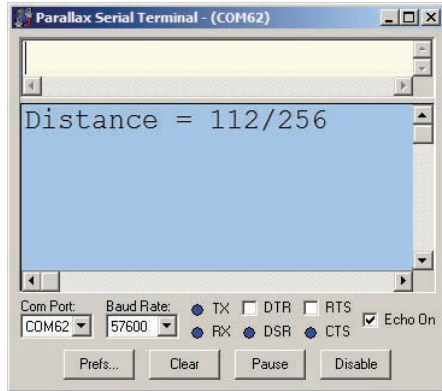 Parallax Serial Terminal - (COM62)
Distance = 112/256
Com Port: Baud Rate: TX DTR RTS
COM62 57600 RX DSR CTS Echo On
Prefs... Clear Pause Disable